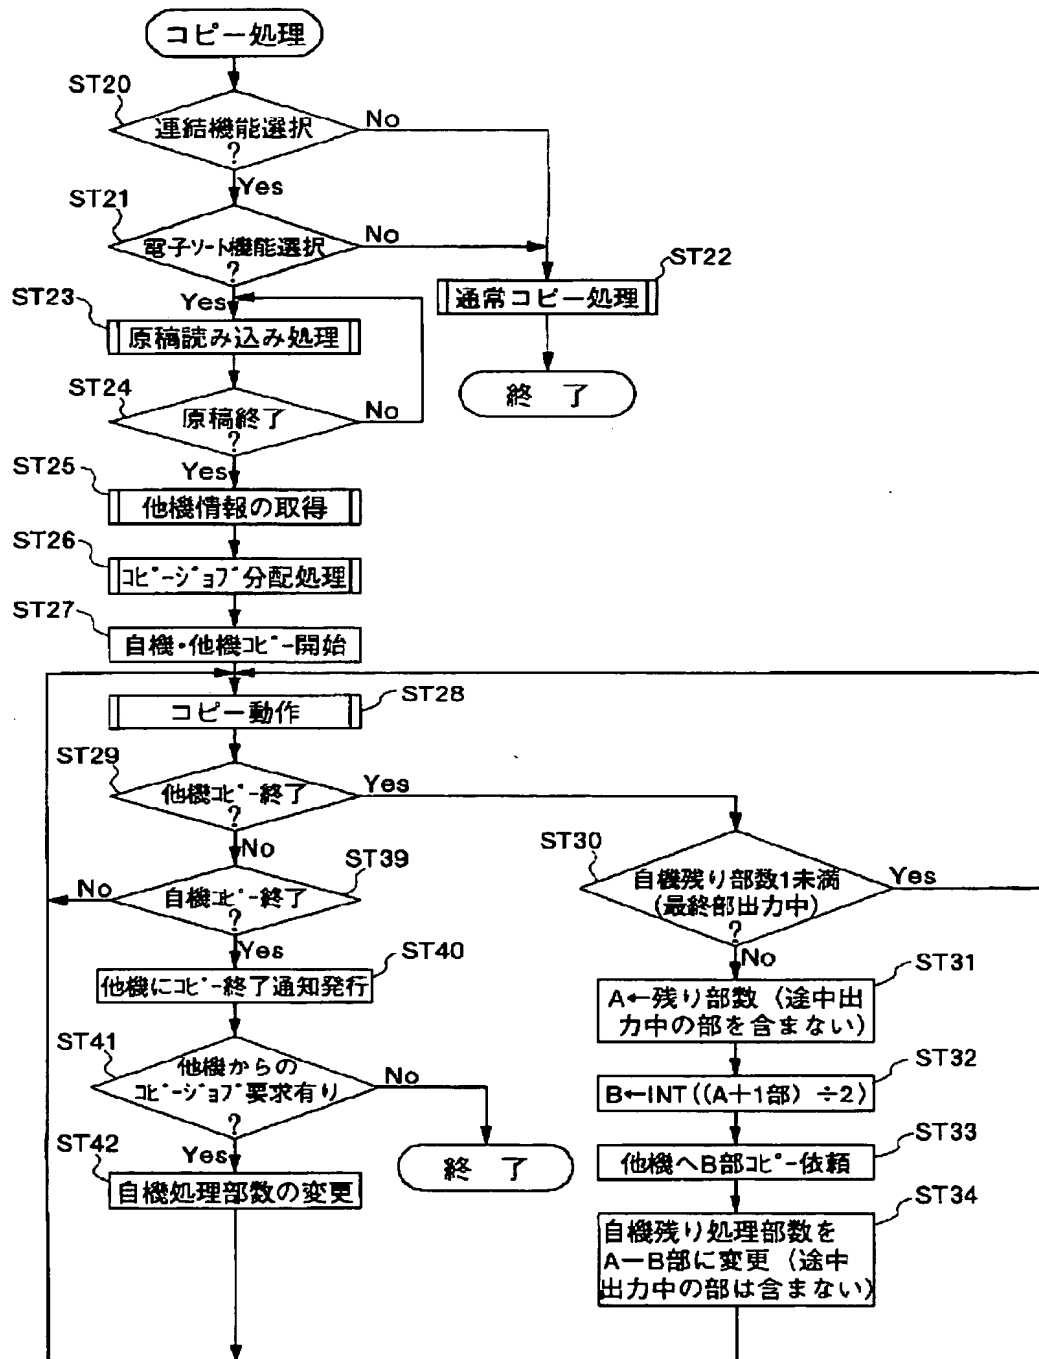 コピー処理
ST20
連結機能選択
?
No
Yes
ST21
電子ソート機能選択
?
No
Yes
ST22
通常コピー処理
終 了
ST23
原稿読み込み処理
ST24
原稿終了
?
No
Yes
ST25
他機情報の取得
ST26
コピージョブ分配処理
ST27
自機・他機コピー開始
ST28
コピー動作
ST29
他機コピー終了
?
Yes
No
ST39
自機コピー終了
?
No
Yes
ST40
他機にコピー終了通知発行
ST41
他機からの
コピージョブ要求有り
?
No
Yes
終 了
ST42
自機処理部数の変更
ST30
自機残り部数1未満
(最終部出力中)
?
Yes
No
ST31
A←残り部数 (途中出
力中の部を含まない)
ST32
B←INT((A+1部) ÷2)
ST33
他機へB部コピー依頼
ST34
自機残り処理部数を
A−B部に変更 (途中
出力中の部は含まない)